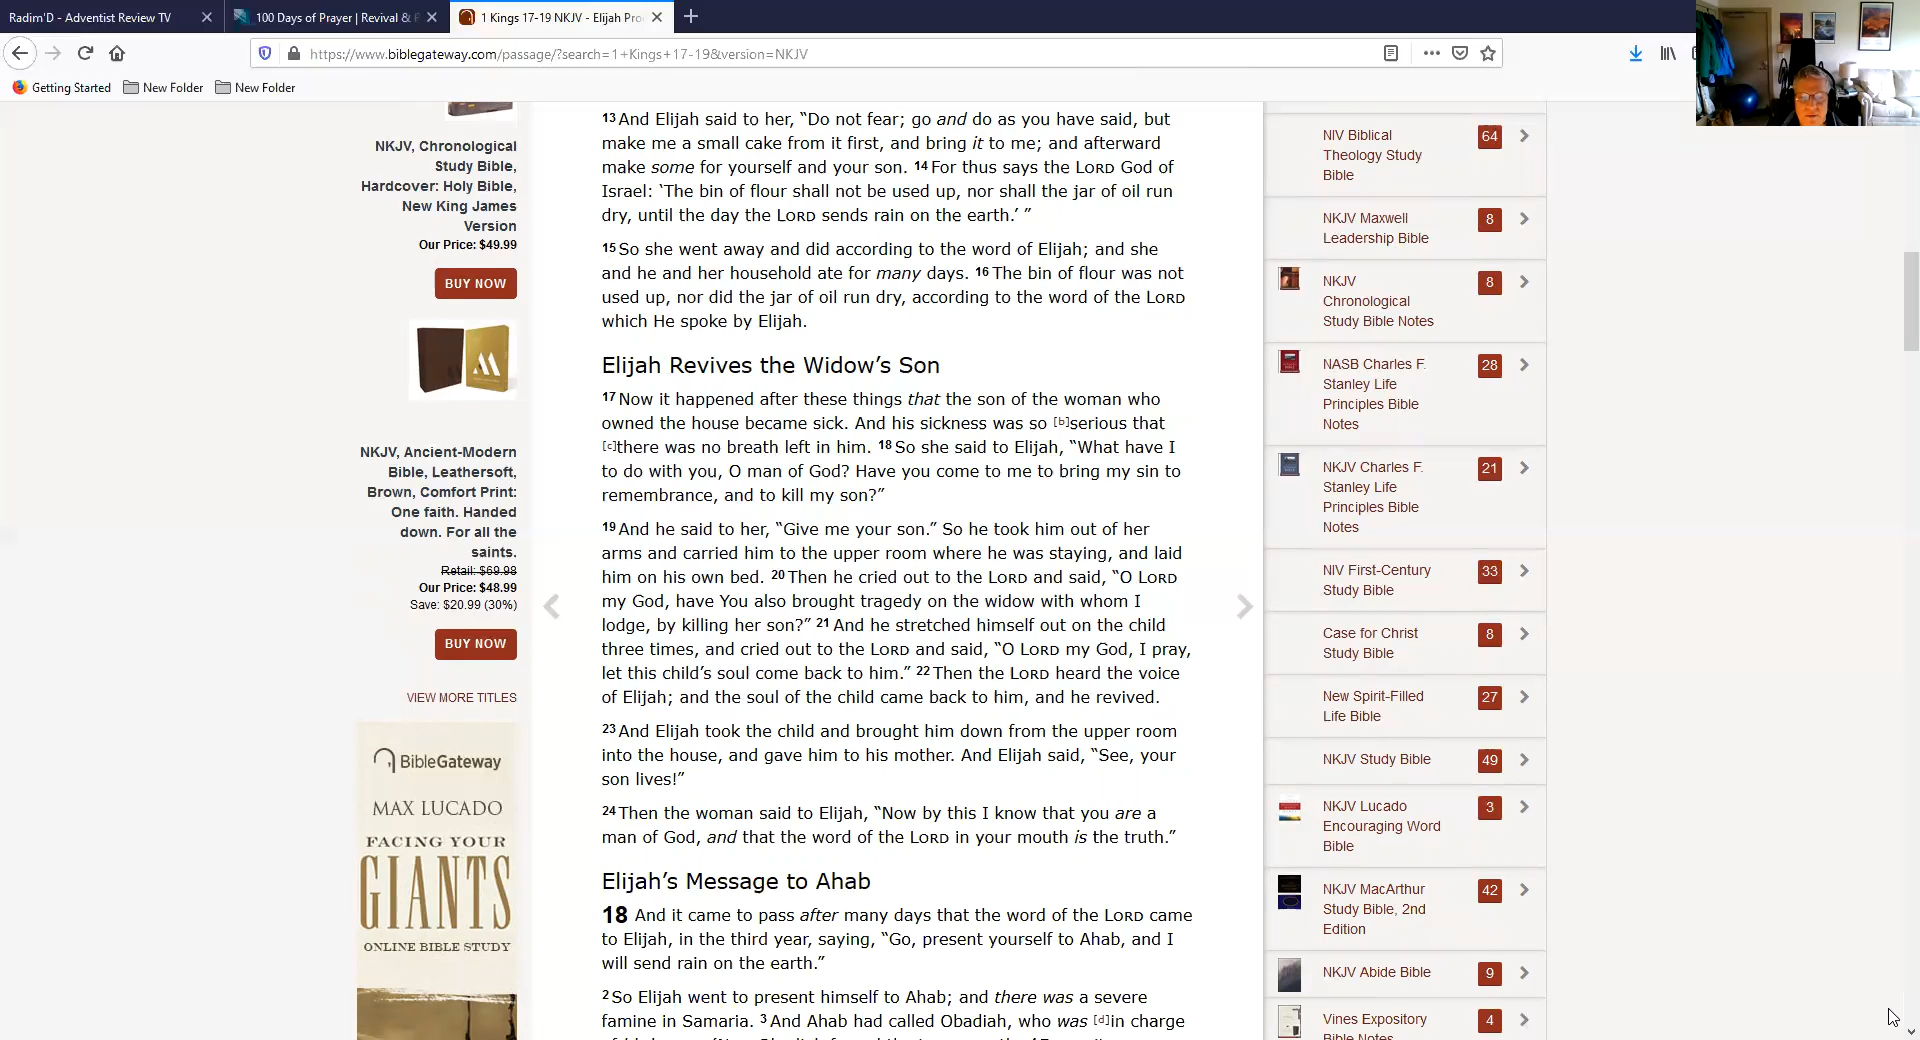 Radim'D - Adventist Review TV
100 Days of Prayer | Revival &
1 Kings 17-19 NKJV - Elijah Pro
https://www.biblegateway.com/passage/?search=1+Kings+17-19&version=NKJV
Getting Started
New Folder
New Folder
NKJV, Chronological
Study Bible,
Hardcover: Holy Bible,
New King James
Version
Our Price: $49.99
BUY NOW
NKJV, Ancient-Modern
Bible, Leathersoft,
Brown, Comfort Print:
One faith. Handed
down. For all the
saints.
Retail: $69.98
Our Price: $48.99
Save: $20.99 (30%)
BUY NOW
VIEW MORE TITLES
BibleGateway
MAX LUCADO
FACING YOUR
GIANTS
ONLINE BIBLE STUDY
13 And Elijah said to her, “Do not fear; go and do as you have said, but
make me a small cake from it first, and bring it to me; and afterward
make some for yourself and your son. 14 For thus says the LORD God of
Israel: ‘The bin of flour shall not be used up, nor shall the jar of oil run
dry, until the day the LORD sends rain on the earth.’ ”
15 So she went away and did according to the word of Elijah; and she
and he and her household ate for many days. 16 The bin of flour was not
used up, nor did the jar of oil run dry, according to the word of the LORD
which He spoke by Elijah.
Elijah Revives the Widow’s Son
17 Now it happened after these things that the son of the woman who
owned the house became sick. And his sickness was so [b]serious that
[c]there was no breath left in him. 18 So she said to Elijah, “What have I
to do with you, O man of God? Have you come to me to bring my sin to
remembrance, and to kill my son?”
19 And he said to her, “Give me your son.” So he took him out of her
arms and carried him to the upper room where he was staying, and laid
him on his own bed. 20 Then he cried out to the LORD and said, “O LORD
my God, have You also brought tragedy on the widow with whom I
lodge, by killing her son?” 21 And he stretched himself out on the child
three times, and cried out to the LORD and said, “O LORD my God, I pray,
let this child’s soul come back to him.” 22 Then the LORD heard the voice
of Elijah; and the soul of the child came back to him, and he revived.
23 And Elijah took the child and brought him down from the upper room
into the house, and gave him to his mother. And Elijah said, “See, your
son lives!”
24 Then the woman said to Elijah, “Now by this I know that you are a
man of God, and that the word of the LORD in your mouth is the truth.”
Elijah’s Message to Ahab
18 And it came to pass after many days that the word of the LORD came
to Elijah, in the third year, saying, “Go, present yourself to Ahab, and I
will send rain on the earth.”
2 So Elijah went to present himself to Ahab; and there was a severe
famine in Samaria. 3 And Ahab had called Obadiah, who was [d]in charge
NIV Biblical
Theology Study
Bible
64
NKJV Maxwell
Leadership Bible
8
NKJV
Chronological
Study Bible Notes
8
NASB Charles F.
Stanley Life
Principles Bible
Notes
28
NKJV Charles F.
Stanley Life
Principles Bible
Notes
21
NIV First-Century
Study Bible
33
Case for Christ
Study Bible
8
New Spirit-Filled
Life Bible
27
NKJV Study Bible
49
NKJV Lucado
Encouraging Word
Bible
3
NKJV MacArthur
Study Bible, 2nd
Edition
42
NKJV Abide Bible
9
Vines Expository
Bible Notes
4